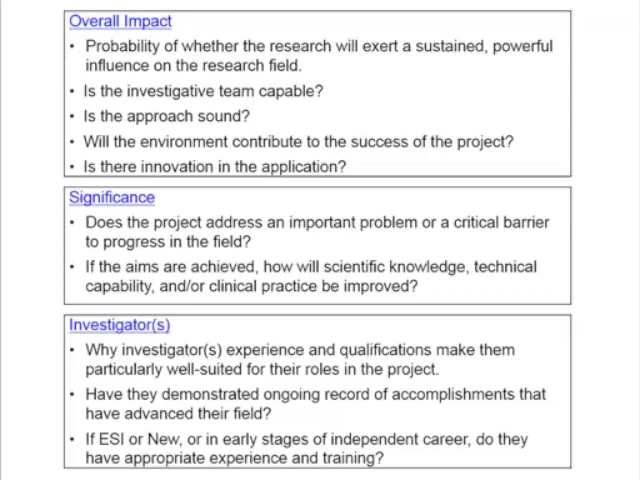 Overall Impact
• Probability of whether the research will exert a sustained, powerful
influence on the research field.
• Is the investigative team capable?
• Is the approach sound?
• Will the environment contribute to the success of the project?
• Is there innovation in the application?
Significance
• Does the project address an important problem or a critical barrier
to progress in the field?
• If the aims are achieved, how will scientific knowledge, technical
capability, and/or clinical practice be improved?
Investigator(s)
• Why investigator(s) experience and qualifications make them
particularly well-suited for their roles in the project.
• Have they demonstrated ongoing record of accomplishments that
have advanced their field?
• If ESI or New, or in early stages of independent career, do they
have appropriate experience and training?